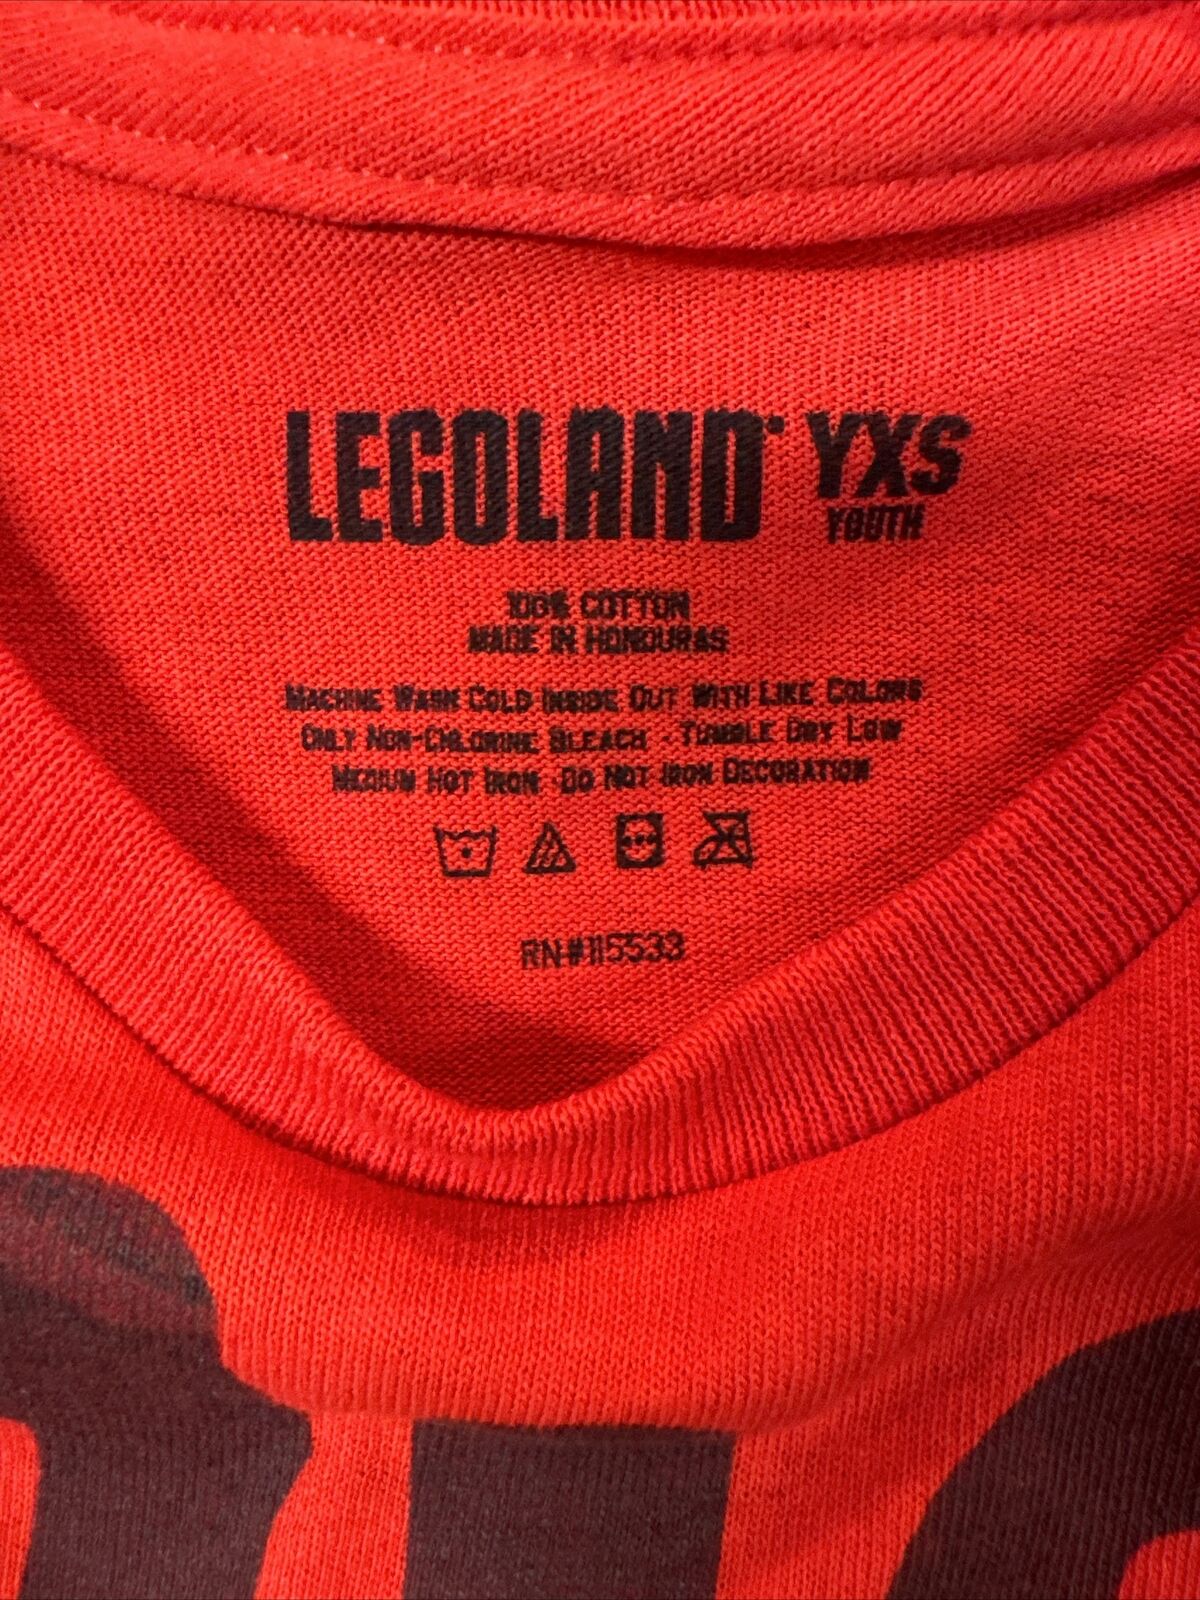 LEGOLAND® YXS
YOUTH
100% COTTON
MADE IN HONDURAS
MACHINE WASH COLD INSIDE OUT WITH LIKE COLORS
ONLY NON-CHLORINE BLEACH · TUMBLE DRY LOW
MEDIUM HOT IRON · DO NOT IRON DECORATION
RN#115533